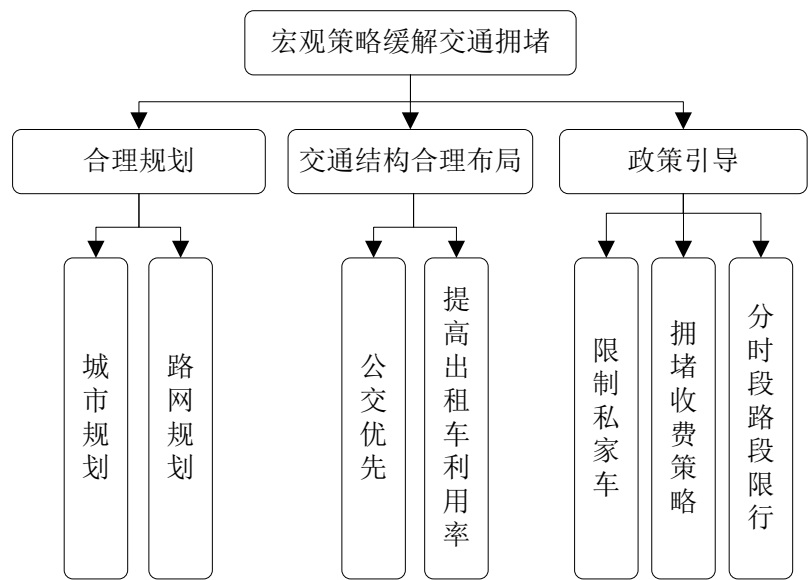 宏观策略缓解交通拥堵
合理规划
交通结构合理布局
政策引导
城市规划
路网规划
公交优先
提高出租车利用率
限制私家车
拥堵收费策略
分时段路段限行